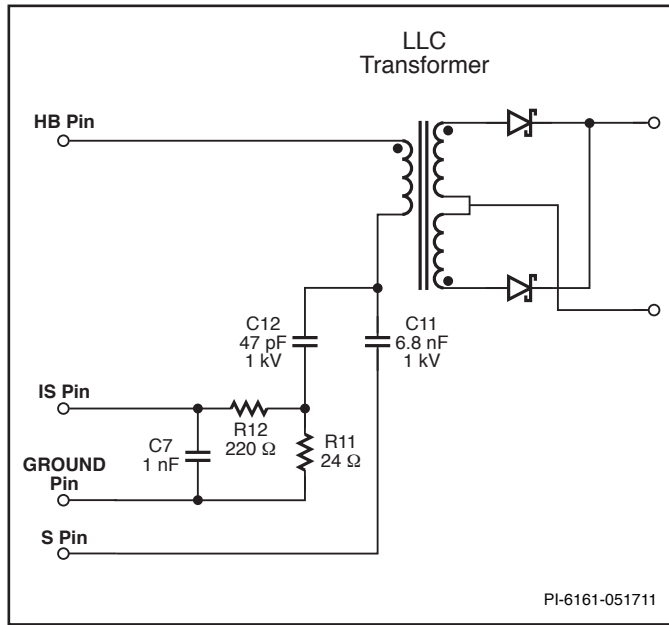 LLC
Transformer
HB Pin
C12
47 pF
1 kV
C11
6.8 nF
1 kV
IS Pin
R12
220 Ω
C7
1 nF
R11
24 Ω
GROUND
Pin
S Pin
PI-6161-051711